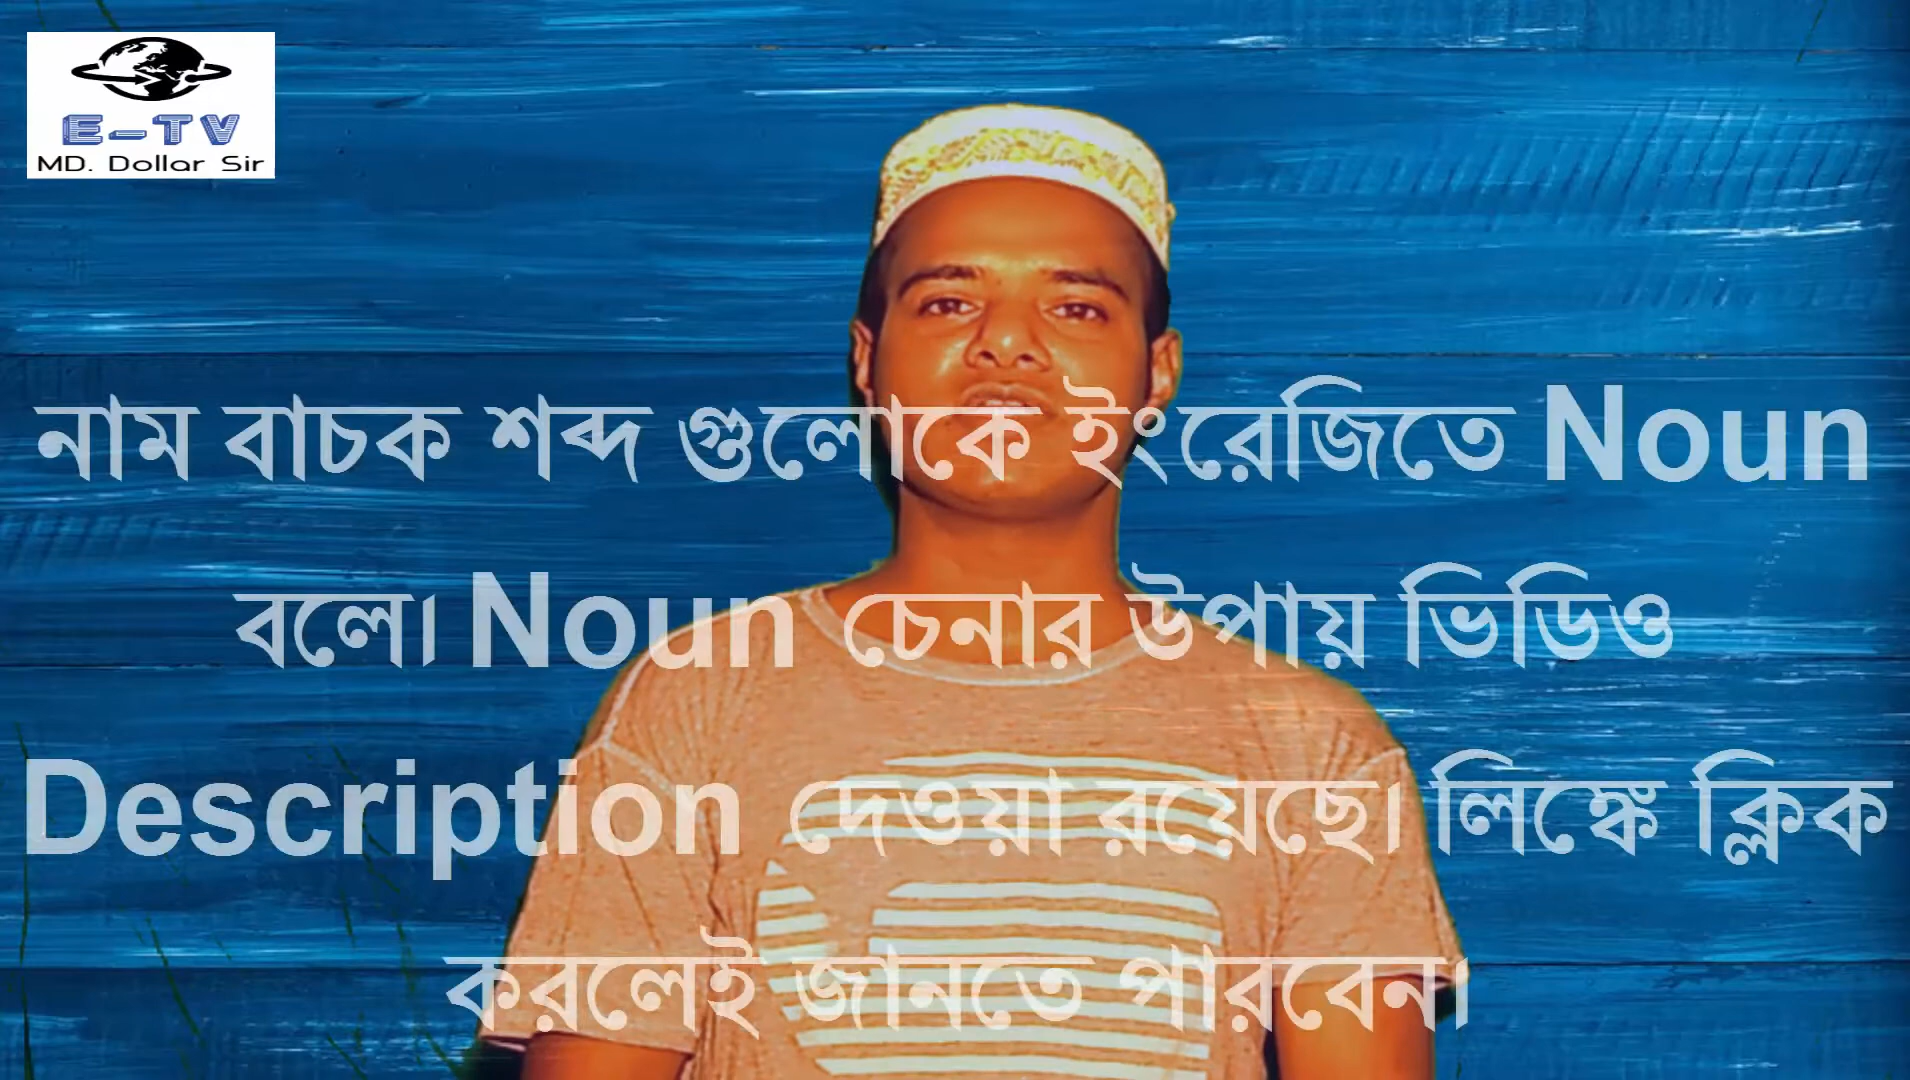 E-TV
MD. Dollar Sir
নাম বাচক শব্দ গুলোকে ইংরেজিতে Noun
বলে। Noun চেনার উপায় ভিডিও
Description দেওয়া রয়েছে। লিঙ্কে ক্লিক
করলেই জানতে পারবেন।